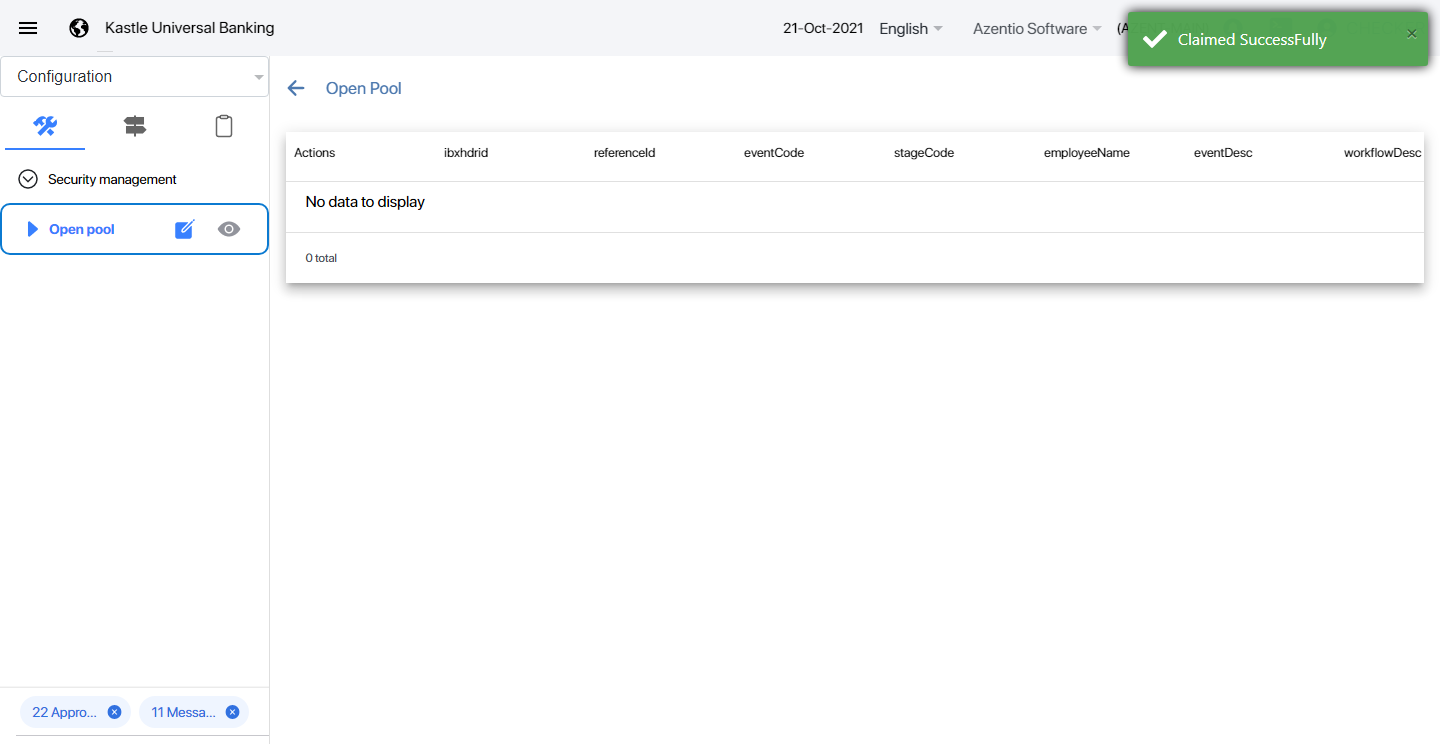 Kastle Universal Banking
21-Oct-2021
English
Azentio Software
Claimed SuccessFully
×
Configuration
Open Pool
Security management
Open pool
Actions ibxhdrid referenceId eventCode stageCode employeeName eventDesc workflowDesc
No data to display
0 total
22 Appro...
11 Messa...